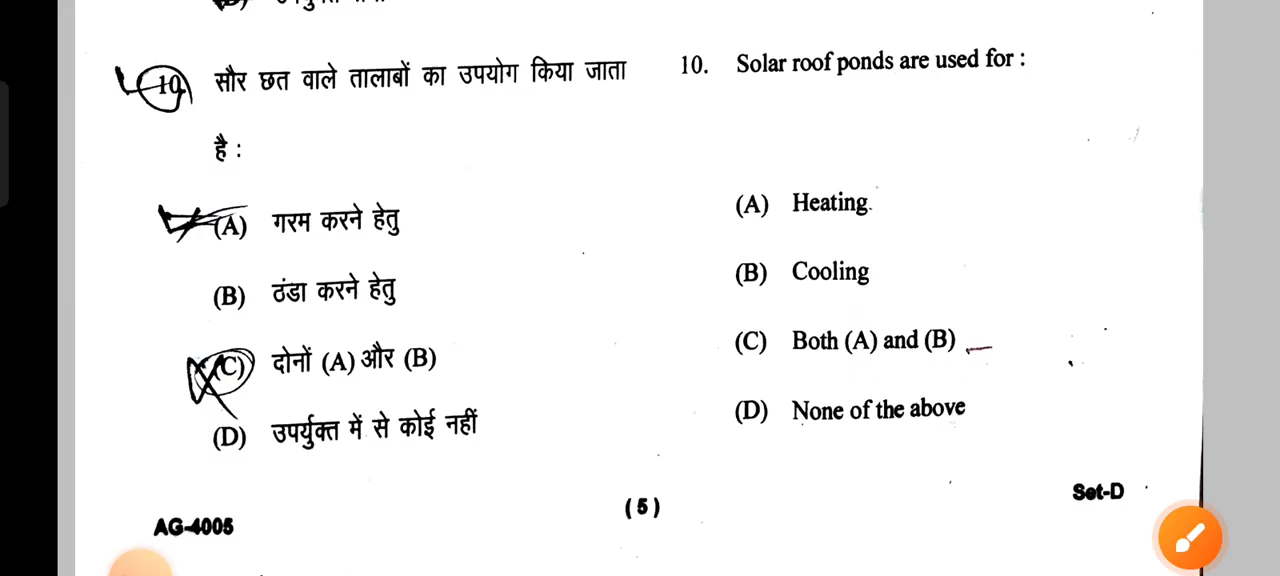 10. सौर छत वाले तालाबों का उपयोग किया जाता
है :
(A) गरम करने हेतु
(B) ठंडा करने हेतु
(C) दोनों (A) और (B)
(D) उपर्युक्त में से कोई नहीं
10. Solar roof ponds are used for :
(A) Heating
(B) Cooling
(C) Both (A) and (B)
(D) None of the above
AG-4005
(5)
Set-D